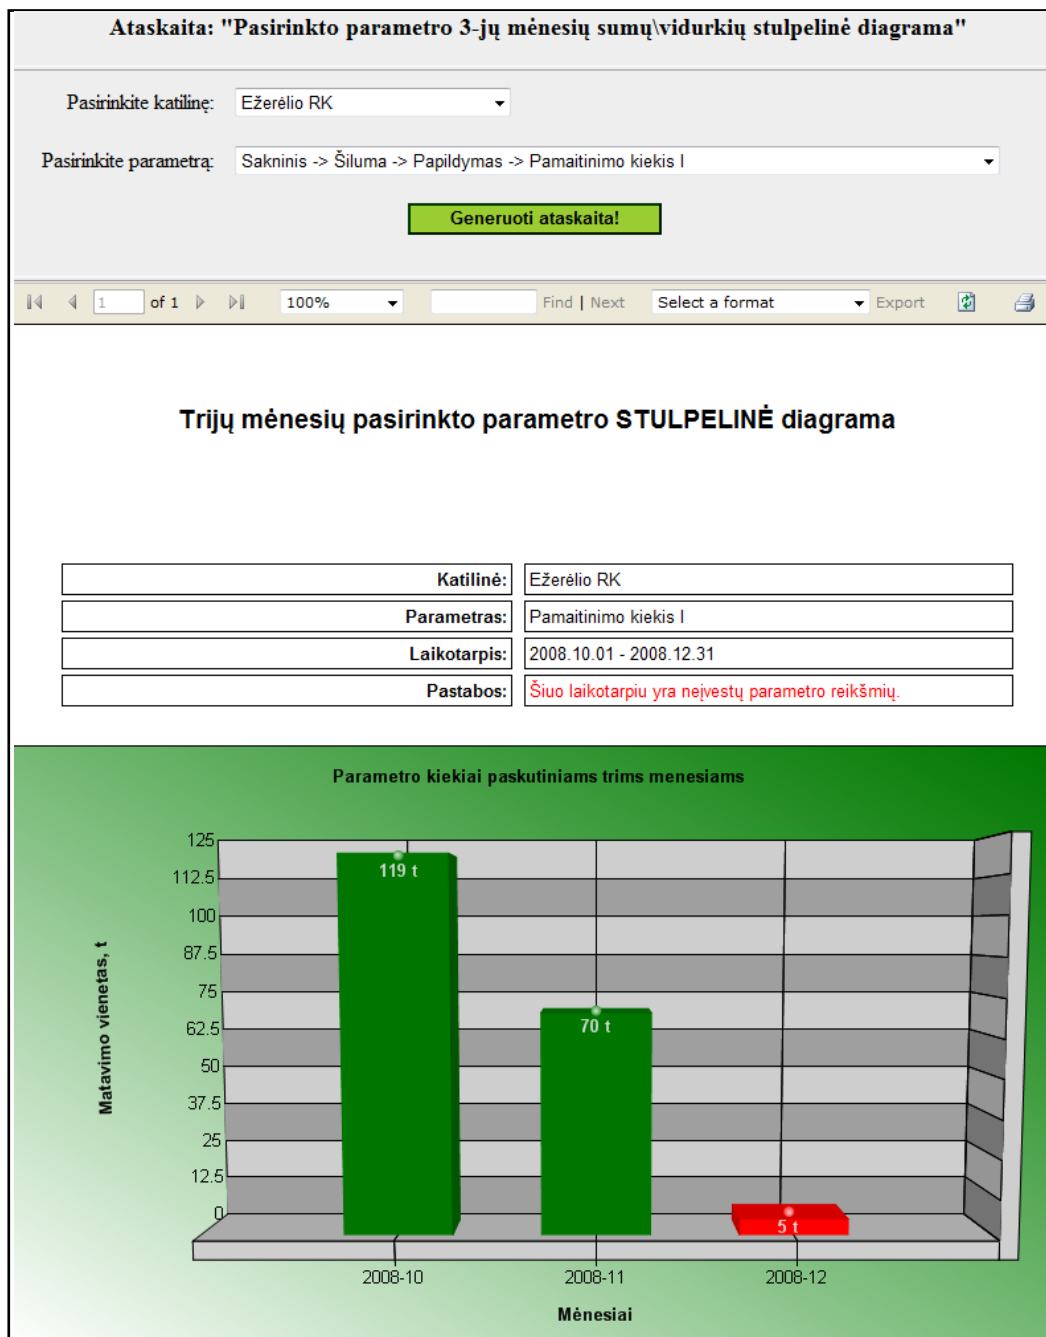 Ataskaita: "Pasirinkto parametro 3-jų mėnesių sumų\vidurkių stulpelinė diagrama"
Pasirinkite katilinę: Ežerėlio RK
Pasirinkite parametrą: Sakninis -> Šiluma -> Papildymas -> Pamaitinimo kiekis I
Generuoti ataskaita!
1 of 1 100% Find | Next Select a format Export
Trijų mėnesių pasirinkto parametro STULPELINĖ diagrama
Katilinė: Ežerėlio RK
Parametras: Pamaitinimo kiekis I
Laikotarpis: 2008.10.01 - 2008.12.31
Pastabos: Šiuo laikotarpiu yra neįvestų parametro reikšmių.
Parametro kiekiai paskutiniams trims menesiams
Matavimo vienetas, t
125
112.5
100
87.5
75
62.5
50
37.5
25
12.5
0
119 t
70 t
5 t
2008-10 2008-11 2008-12
Mėnesiai